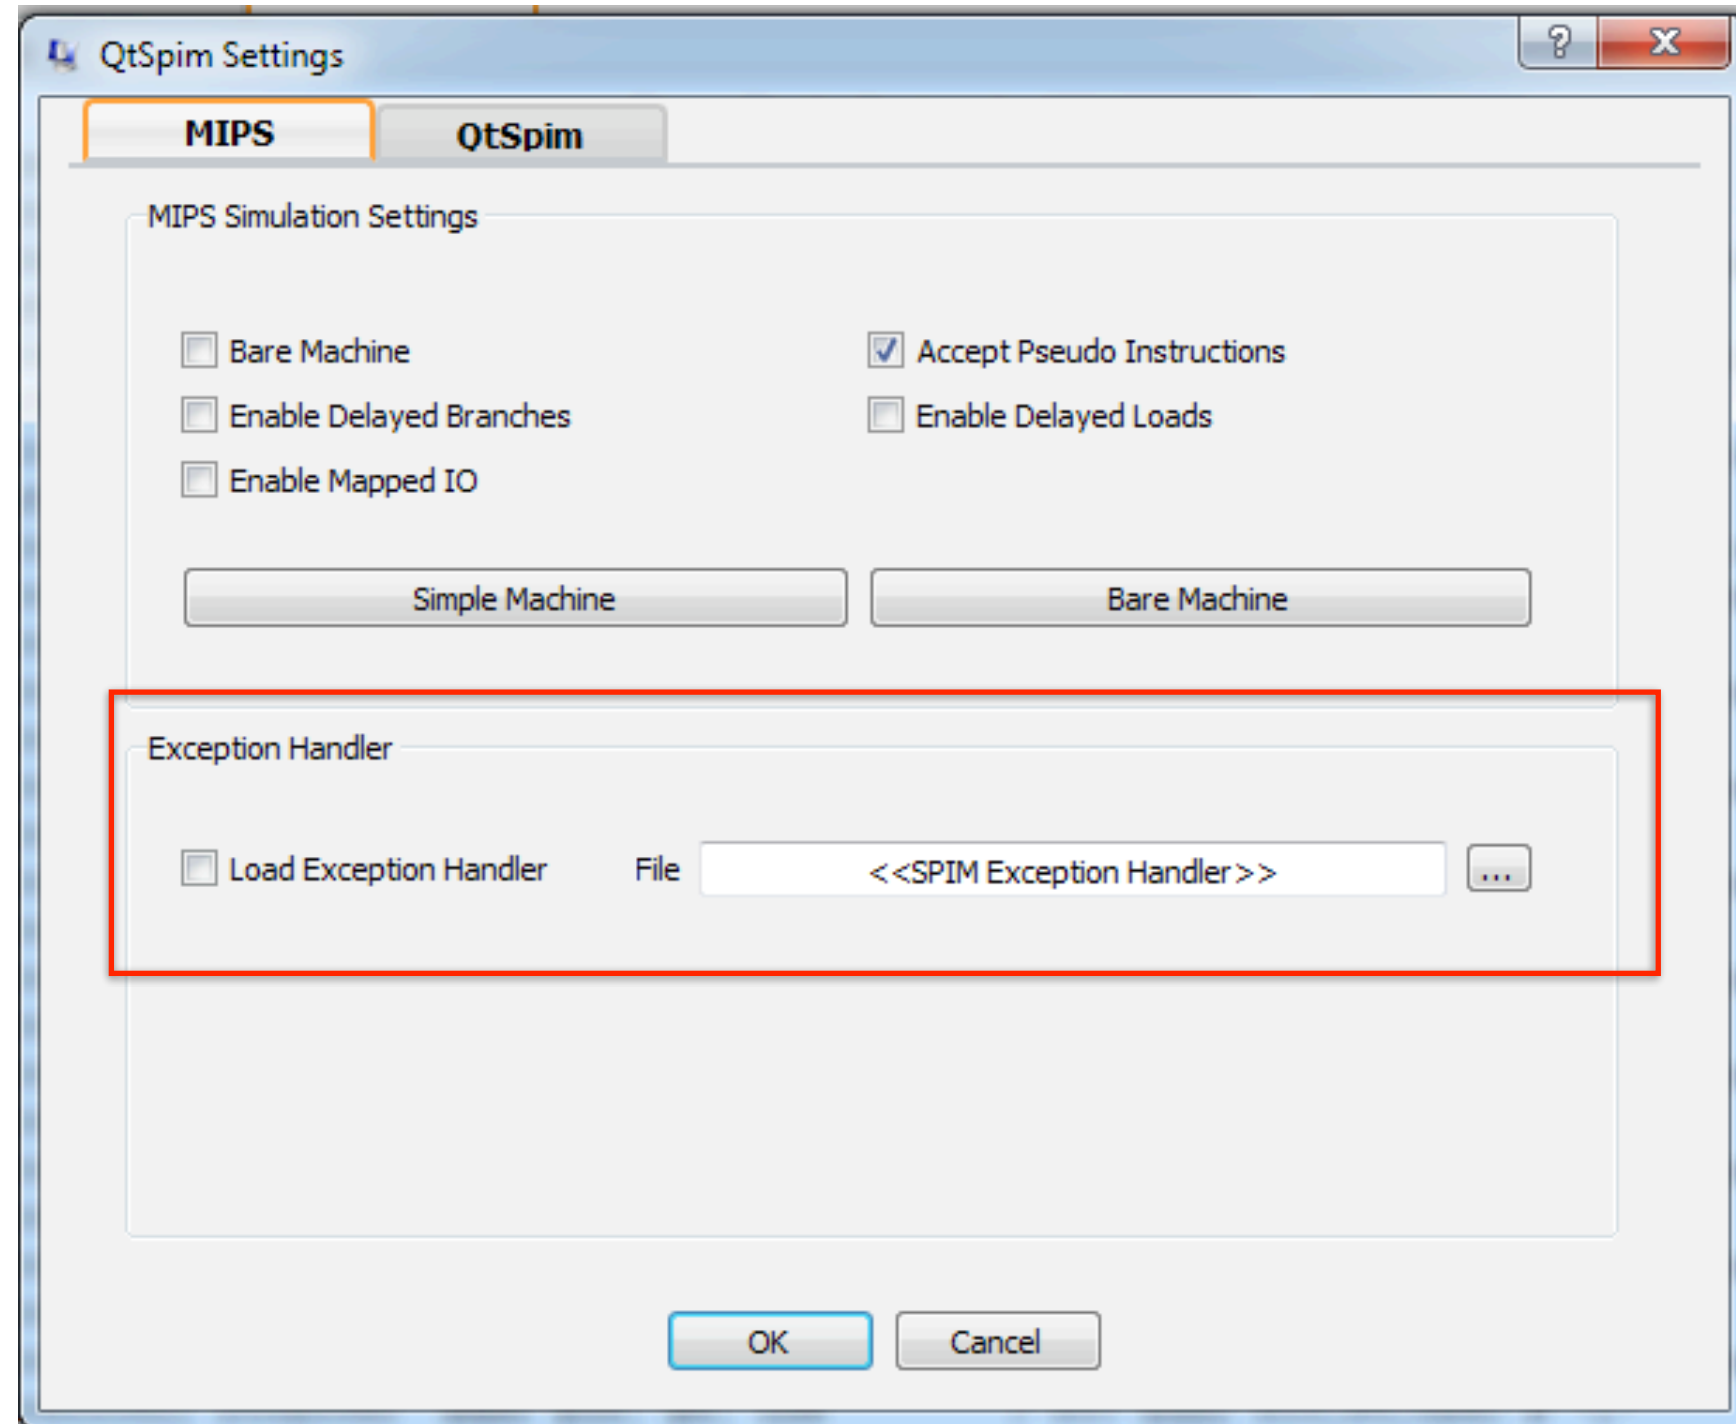 QtSpim Settings
MIPS QtSpim
MIPS Simulation Settings
Bare Machine Accept Pseudo Instructions
Enable Delayed Branches Enable Delayed Loads
Enable Mapped IO
Simple Machine Bare Machine
Exception Handler
Load Exception Handler File <<SPIM Exception Handler>> ...
OK Cancel